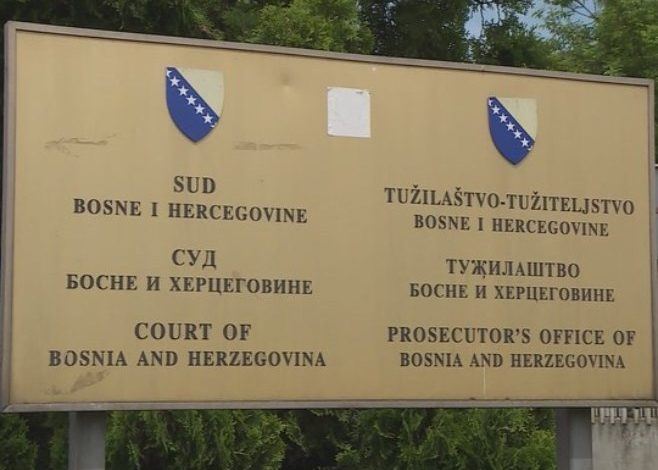 SUD
BOSNE I HERCEGOVINE
СУД
БОСНЕ И ХЕРЦЕГОВИНЕ
COURT OF
BOSNIA AND HERZEGOVINA
TUŽILAŠTVO-TUŽITELJSTVO
BOSNE I HERCEGOVINE
ТУЖИЛАШТВО
БОСНЕ И ХЕРЦЕГОВИНЕ
PROSECUTOR'S OFFICE OF
BOSNIA AND HERZEGOVINA